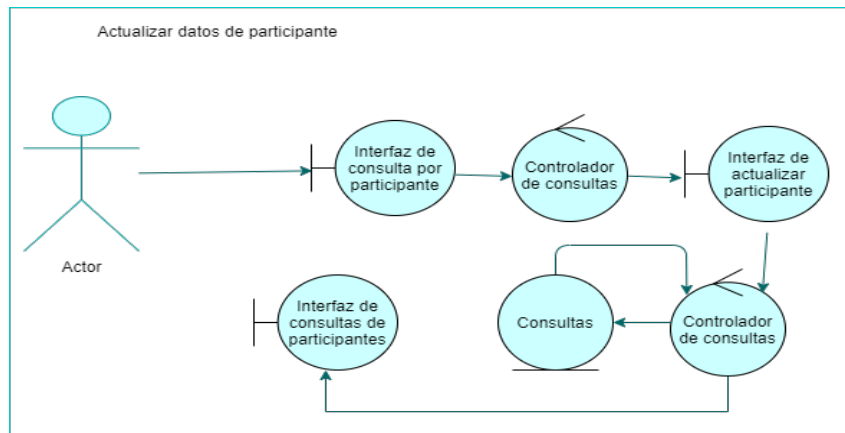 Actualizar datos de participante
Interfaz de
consulta por
participante
Controlador
de consultas
Interfaz de
actualizar
participante
Actor
Interfaz de
consultas de
participantes
Consultas
Controlador
de consultas